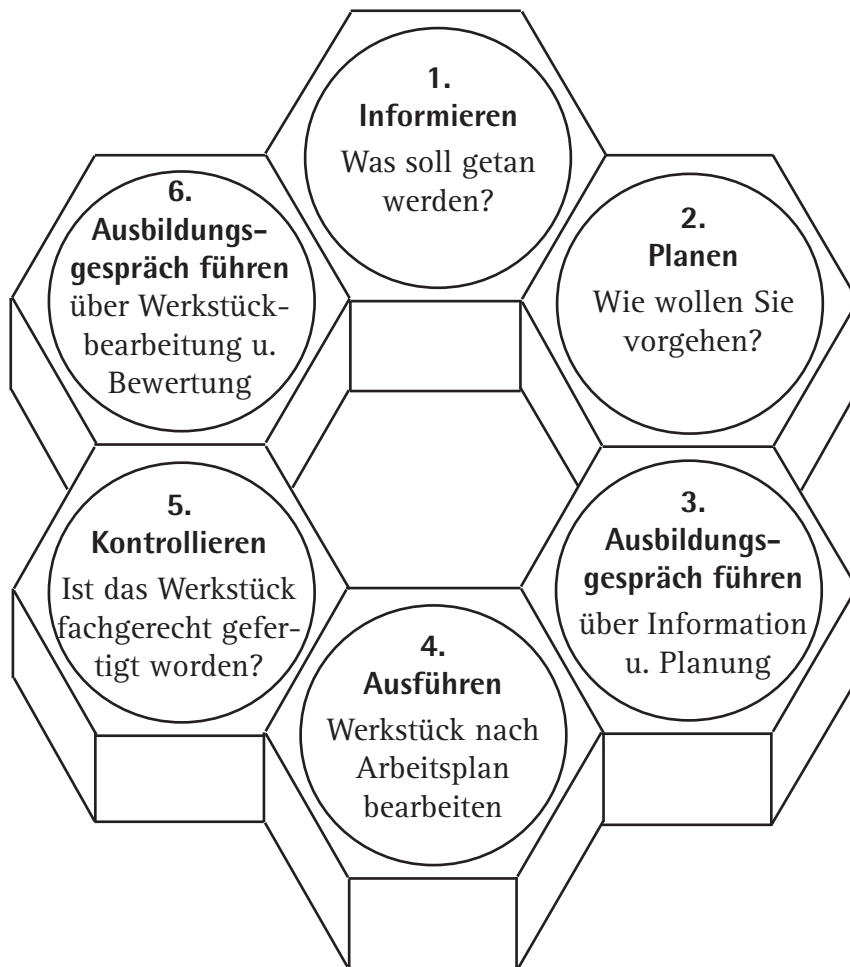 1.
Informieren
Was soll getan
werden?
2.
Planen
Wie wollen Sie
vorgehen?
3.
Ausbildungs-
gespräch führen
über Information
u. Planung
4.
Ausführen
Werkstück nach
Arbeitsplan
bearbeiten
5.
Kontrollieren
Ist das Werkstück
fachgerecht gefer-
tigt worden?
6.
Ausbildungs-
gespräch führen
über Werkstück-
bearbeitung u.
Bewertung